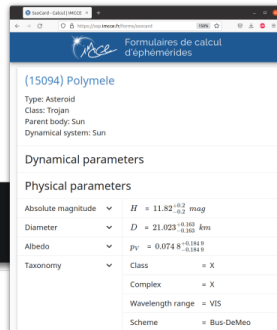 SsoCard - Calcul | IMCCE
https://ssp.imcce.fr/forms/ssocard
150%
imcce
Formulaires de calcul
d'éphémérides
(15094) Polymele
Type: Asteroid
Class: Trojan
Parent body: Sun
Dynamical system: Sun
Dynamical parameters
Physical parameters
Absolute magnitude H = 11.82 +0.2 -0.2 mag
Diameter D = 21.023 +0.163 -0.163 km
Albedo pV = 0.074 8 +0.184 9 -0.184 9
Taxonomy Class = X
Complex = X
Wavelength range = VIS
Scheme = Bus-DeMeo